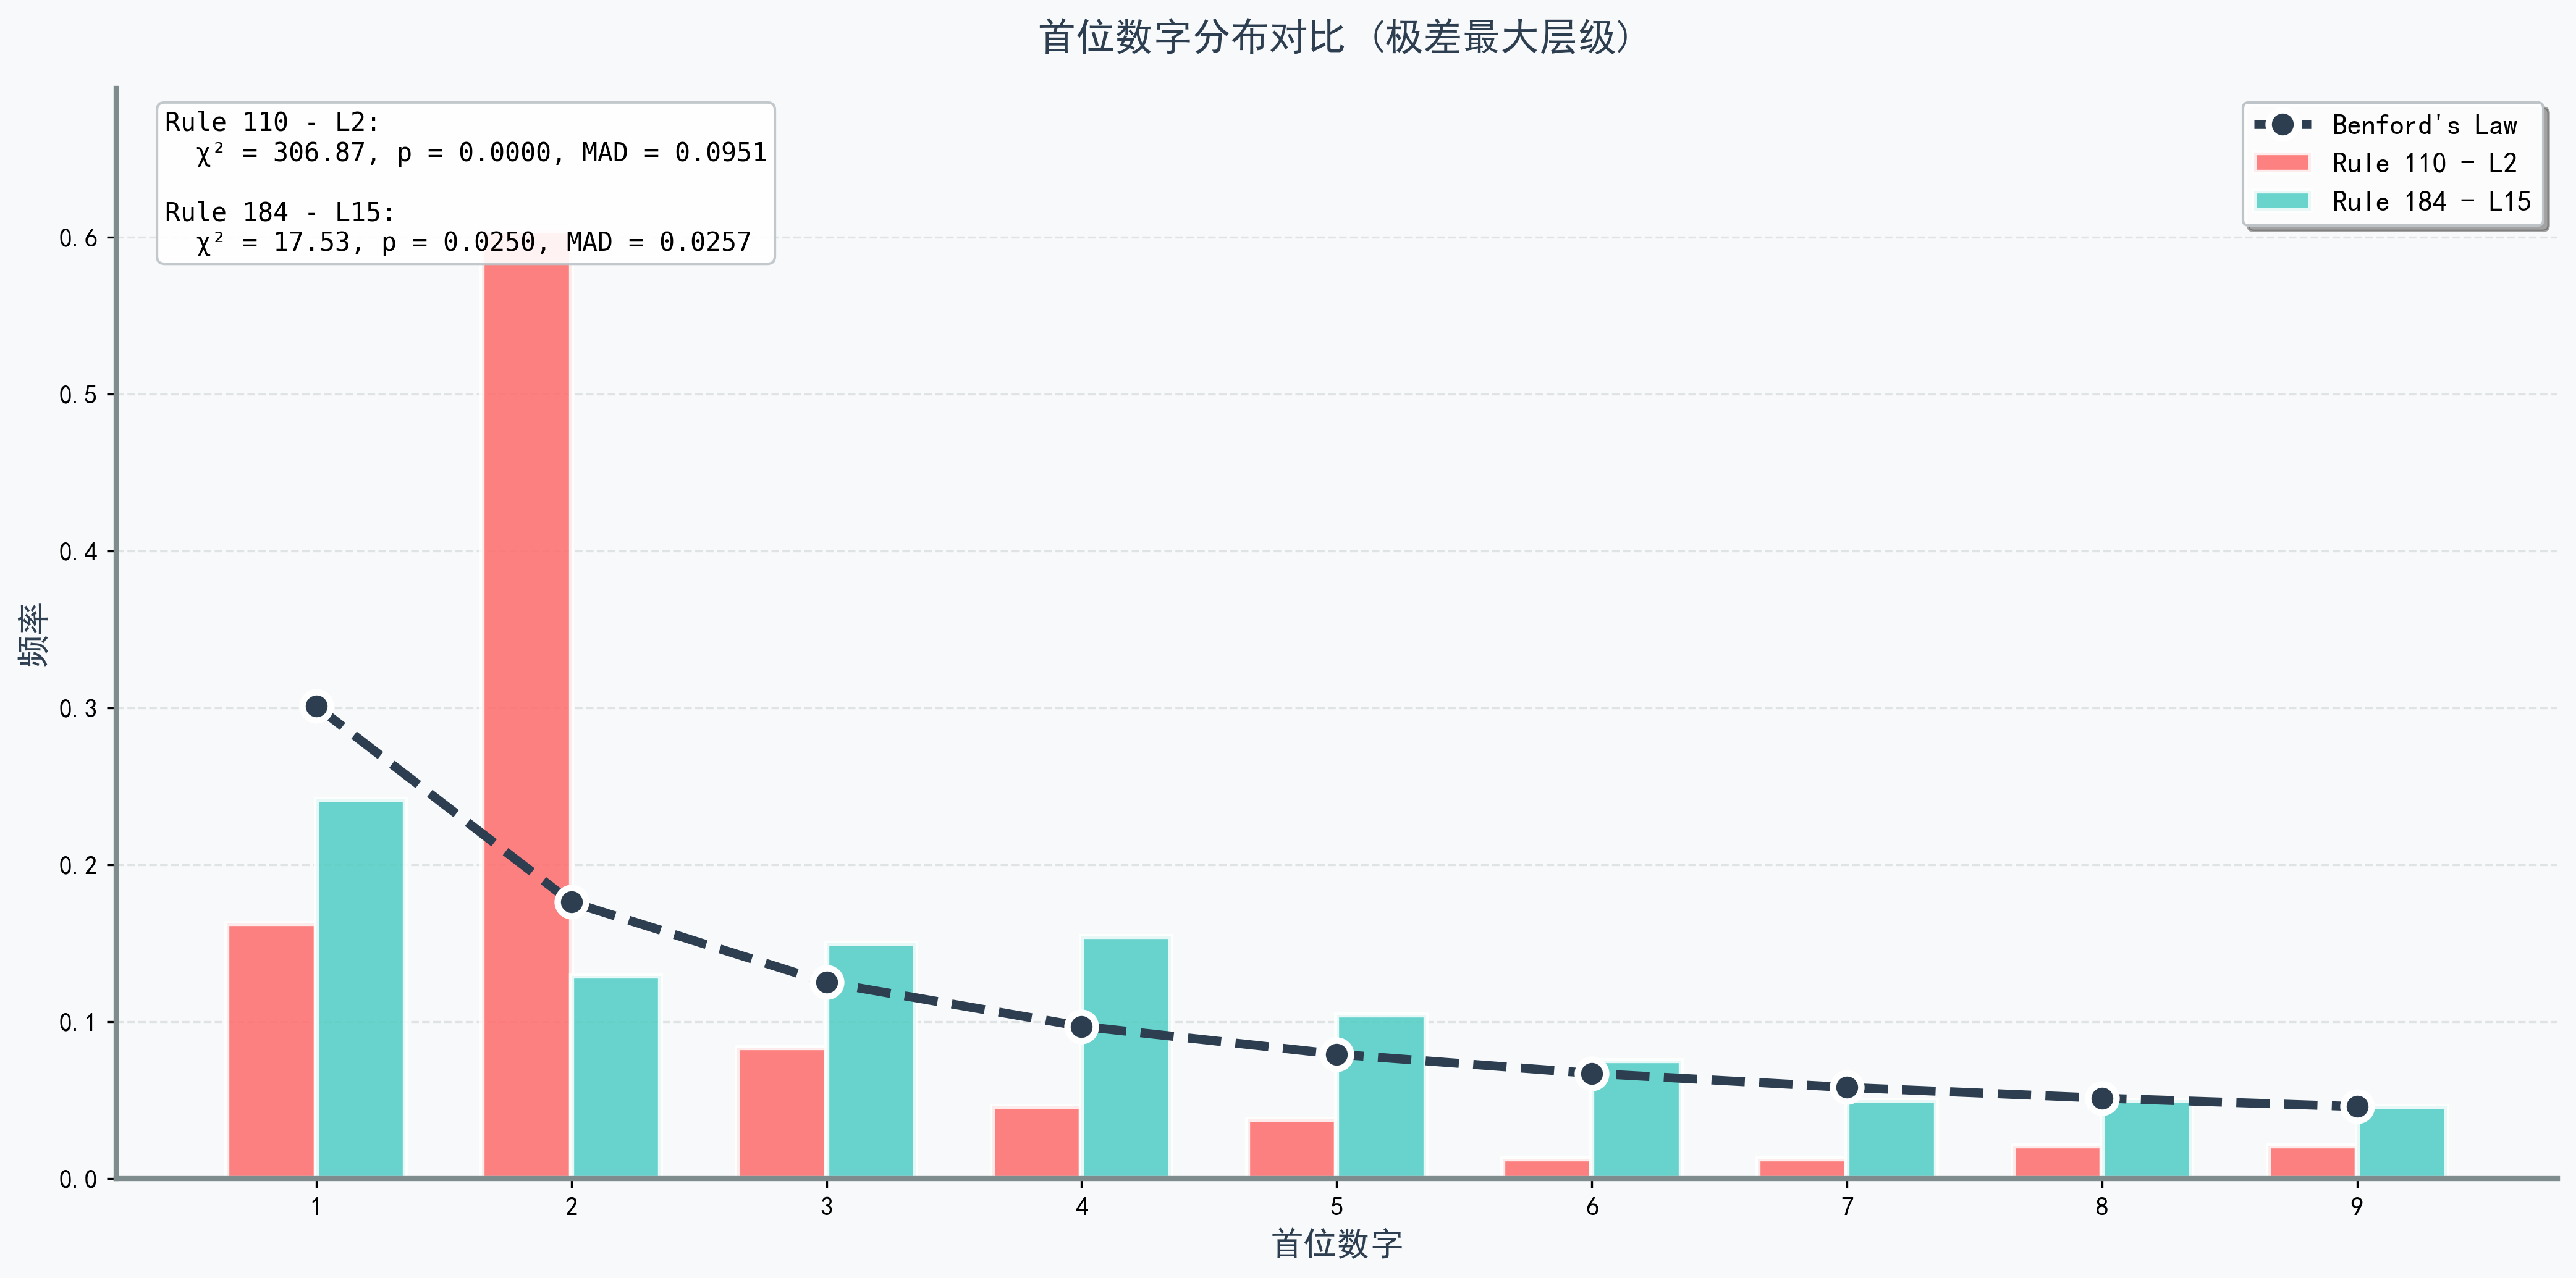 首位数字分布对比 (极差最大层级)
Rule 110 - L2:
χ² = 306.87, p = 0.0000, MAD = 0.0951
Rule 184 - L15:
χ² = 17.53, p = 0.0250, MAD = 0.0257
Benford's Law
Rule 110 - L2
Rule 184 - L15
频率
0.6
0.5
0.4
0.3
0.2
0.1
0.0
1 2 3 4 5 6 7 8 9
首位数字